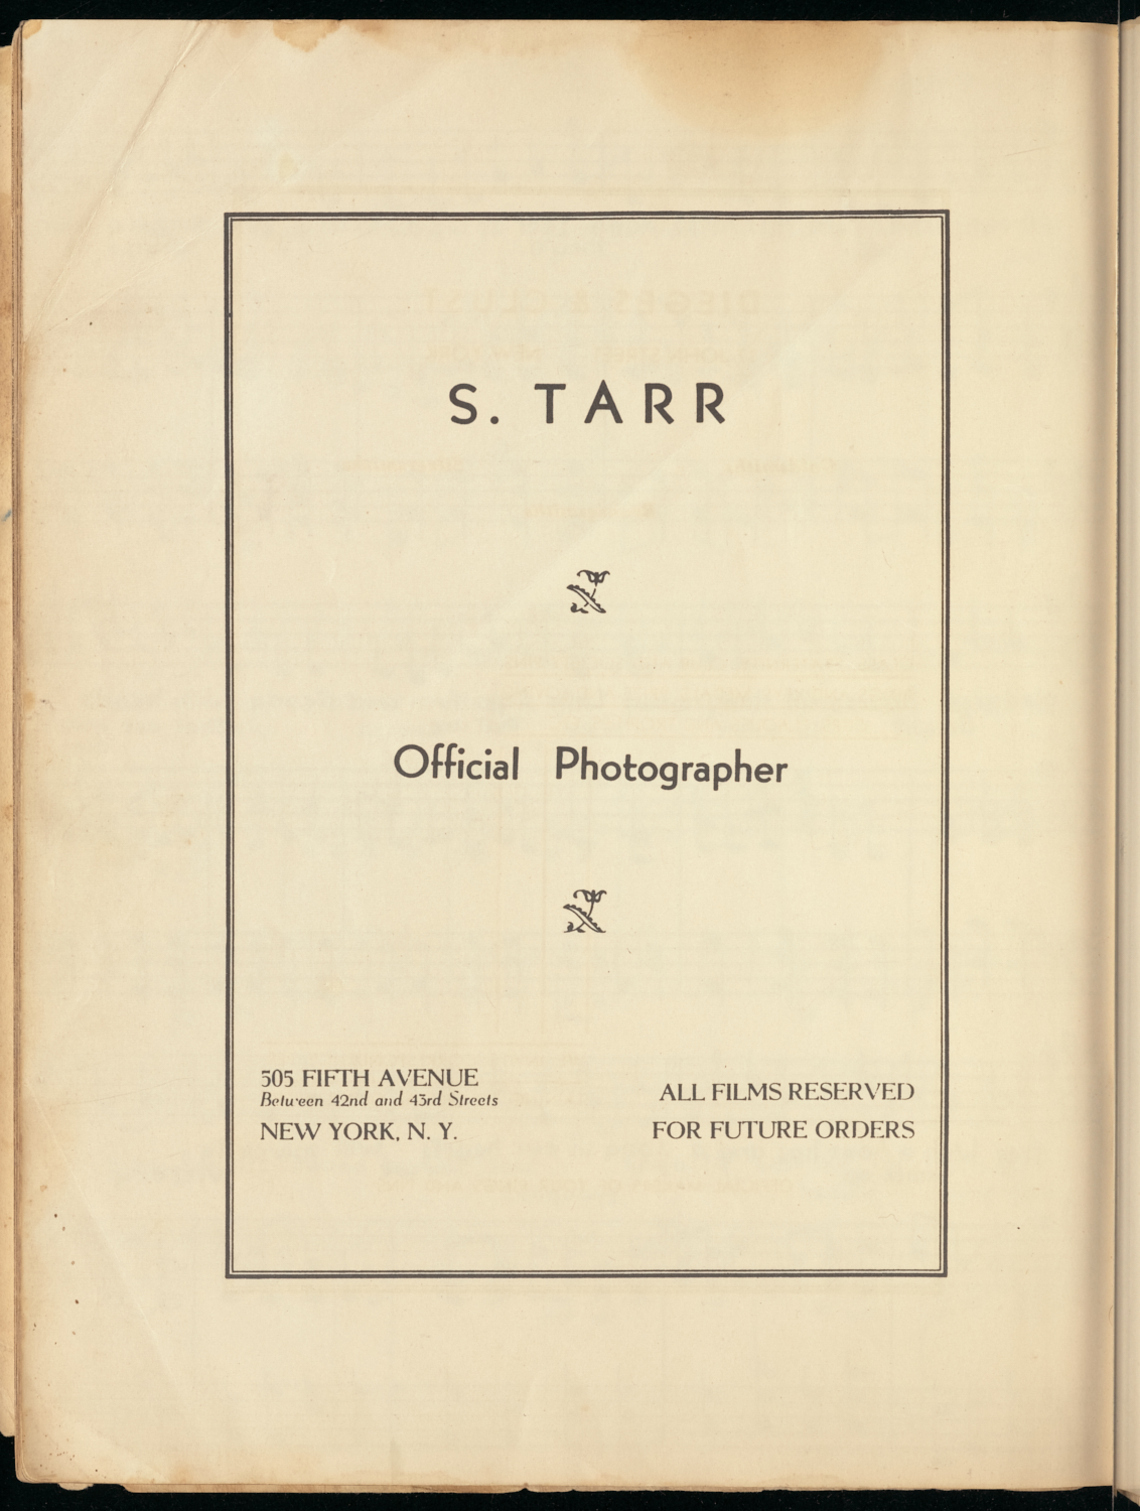 S. TARR
Official Photographer
505 FIFTH AVENUE
Between 42nd and 43rd Streets
NEW YORK, N. Y.
ALL FILMS RESERVED
FOR FUTURE ORDERS